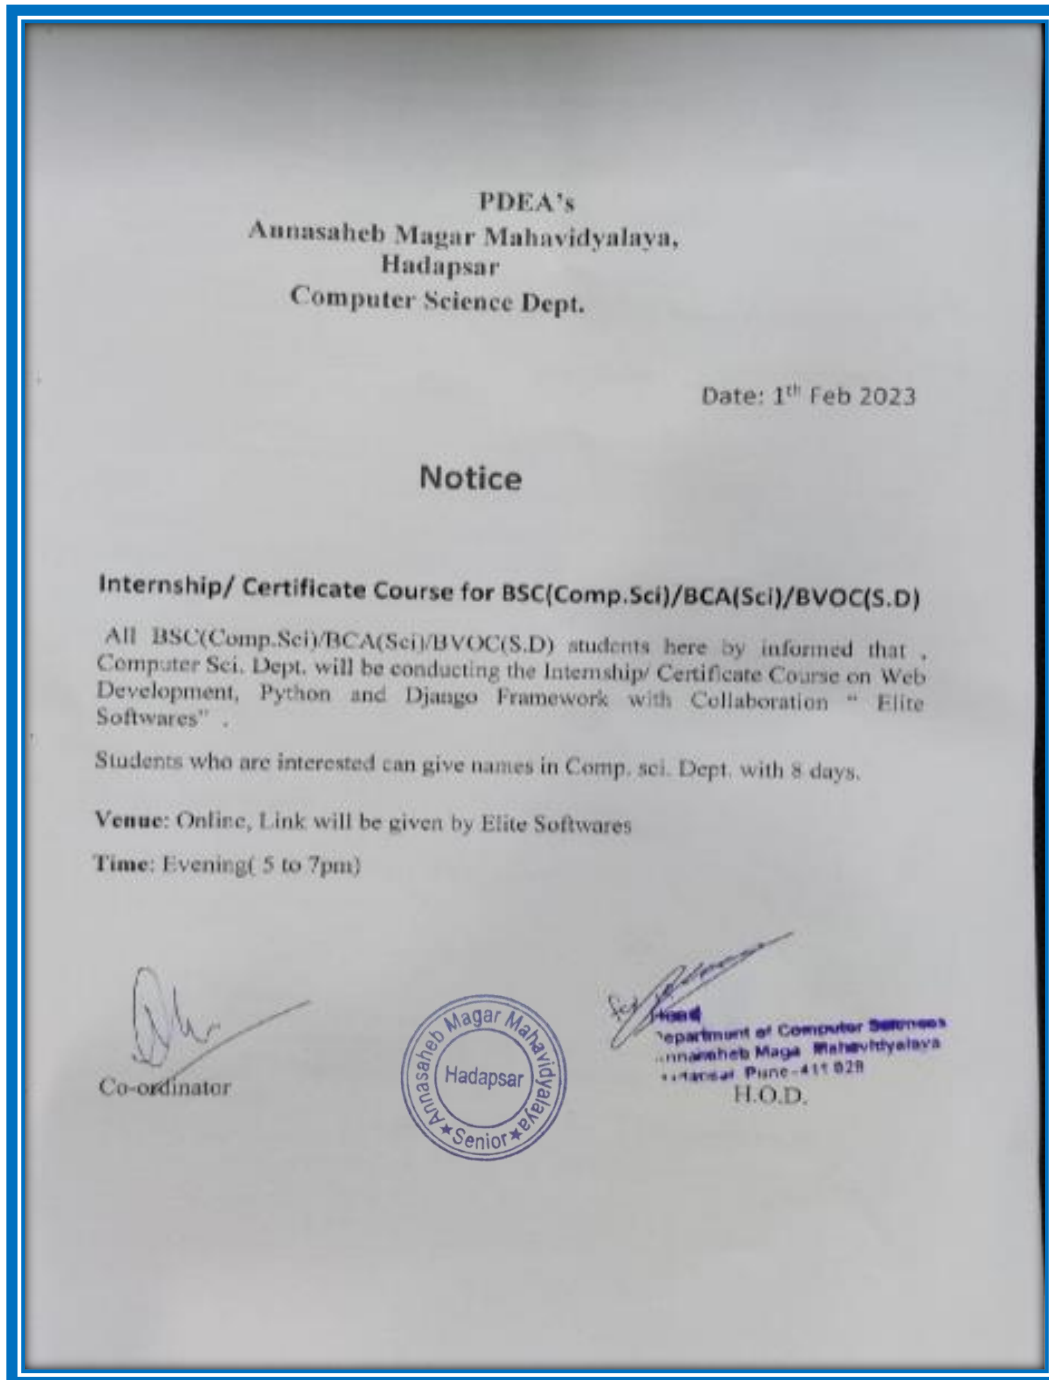 PDEA's
Annasaheb Magar Mahavidyalaya,
Hadapsar
Computer Science Dept.
Date: 1th Feb 2023
Notice
Internship/ Certificate Course for BSC(Comp.Sci)/BCA(Sci)/BVOC(S.D)
All BSC(Comp.Sci)/BCA(Sci)/BVOC(S.D) students here by informed that ,
Computer Sci. Dept. will be conducting the Internship/ Certificate Course on Web
Development, Python and Django Framework with Collaboration " Elite
Softwares" .
Students who are interested can give names in Comp. sci. Dept. with 8 days.
Venue: Online, Link will be given by Elite Softwares
Time: Evening( 5 to 7pm)
Co-ordinator
Annasaheb Magar Mahavidyalaya
Hadapsar
★Senior★
Head
Department of Computer
Maga
Pune-411 028
H.O.D.